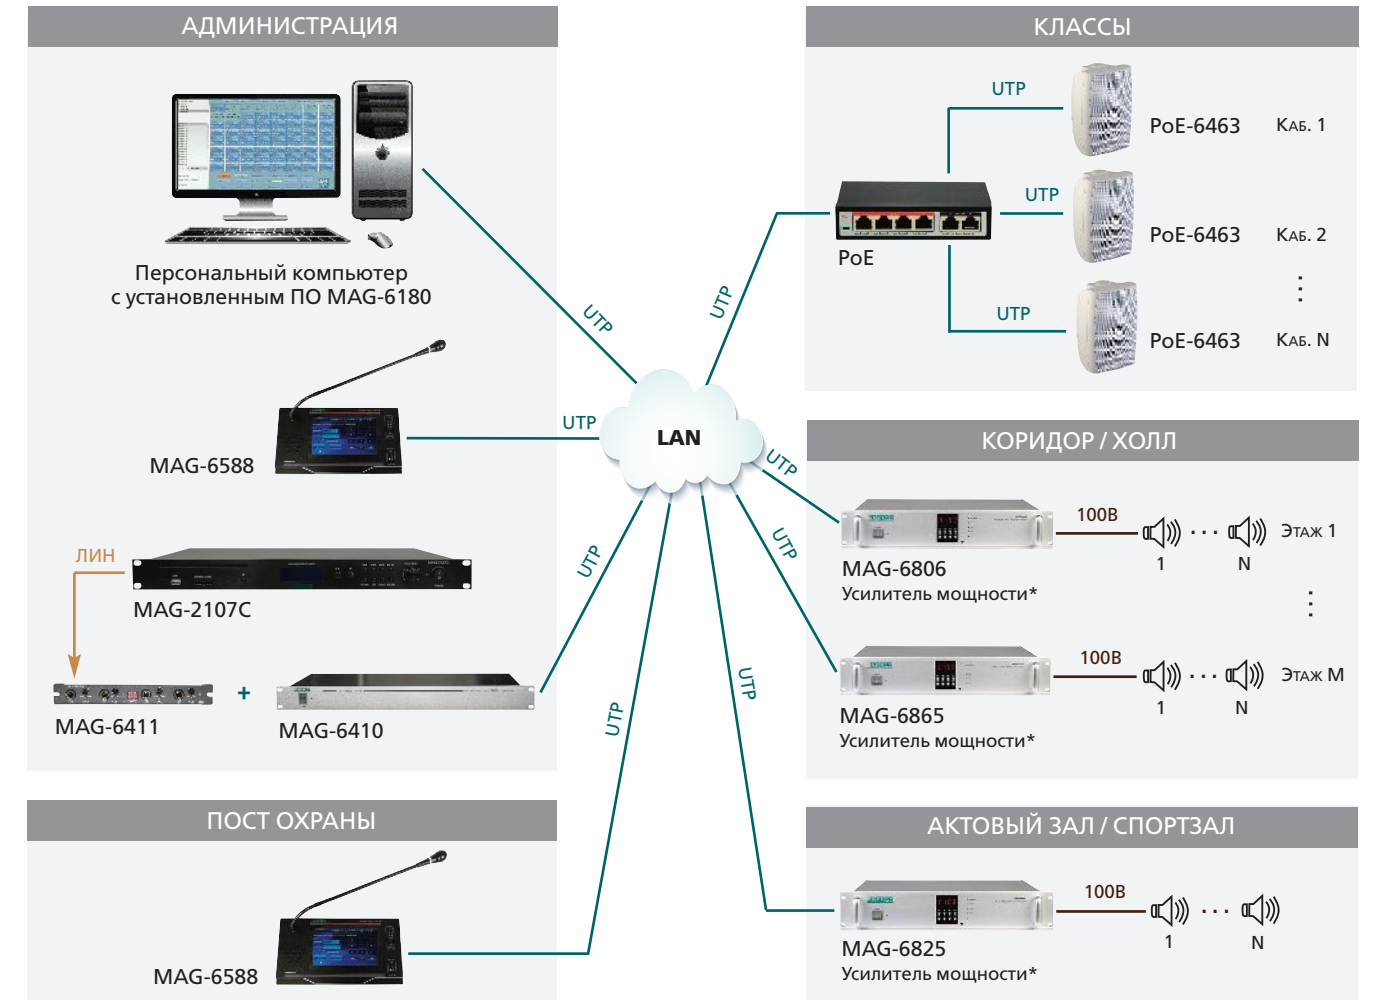 АДМИНИСТРАЦИЯ
Персональный компьютер
с установленным ПО MAG-6180
UTP
MAG-6588
UTP
ЛИН
MAG-2107C
MAG-6411
+
MAG-6410
UTP
ПОСТ ОХРАНЫ
MAG-6588
UTP
LAN
КЛАССЫ
UTP
PoE
UTP
PoE-6463 КАБ. 1
UTP
PoE-6463 КАБ. 2
⋮
UTP
PoE-6463 КАБ. N
КОРИДОР / ХОЛЛ
UTP
MAG-6806
Усилитель мощности*
100В
1 ··· N
ЭТАЖ 1
⋮
UTP
MAG-6865
Усилитель мощности*
100В
1 ··· N
ЭТАЖ М
АКТОВЫЙ ЗАЛ / СПОРТЗАЛ
UTP
MAG-6825
Усилитель мощности*
100В
1 ··· N